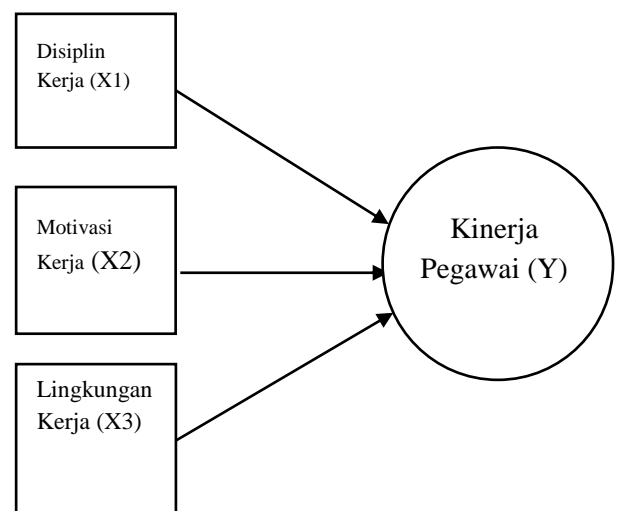 Disiplin
Kerja (X1)
Motivasi
Kerja (X2)
Kinerja
Pegawai (Y)
Lingkungan
Kerja (X3)